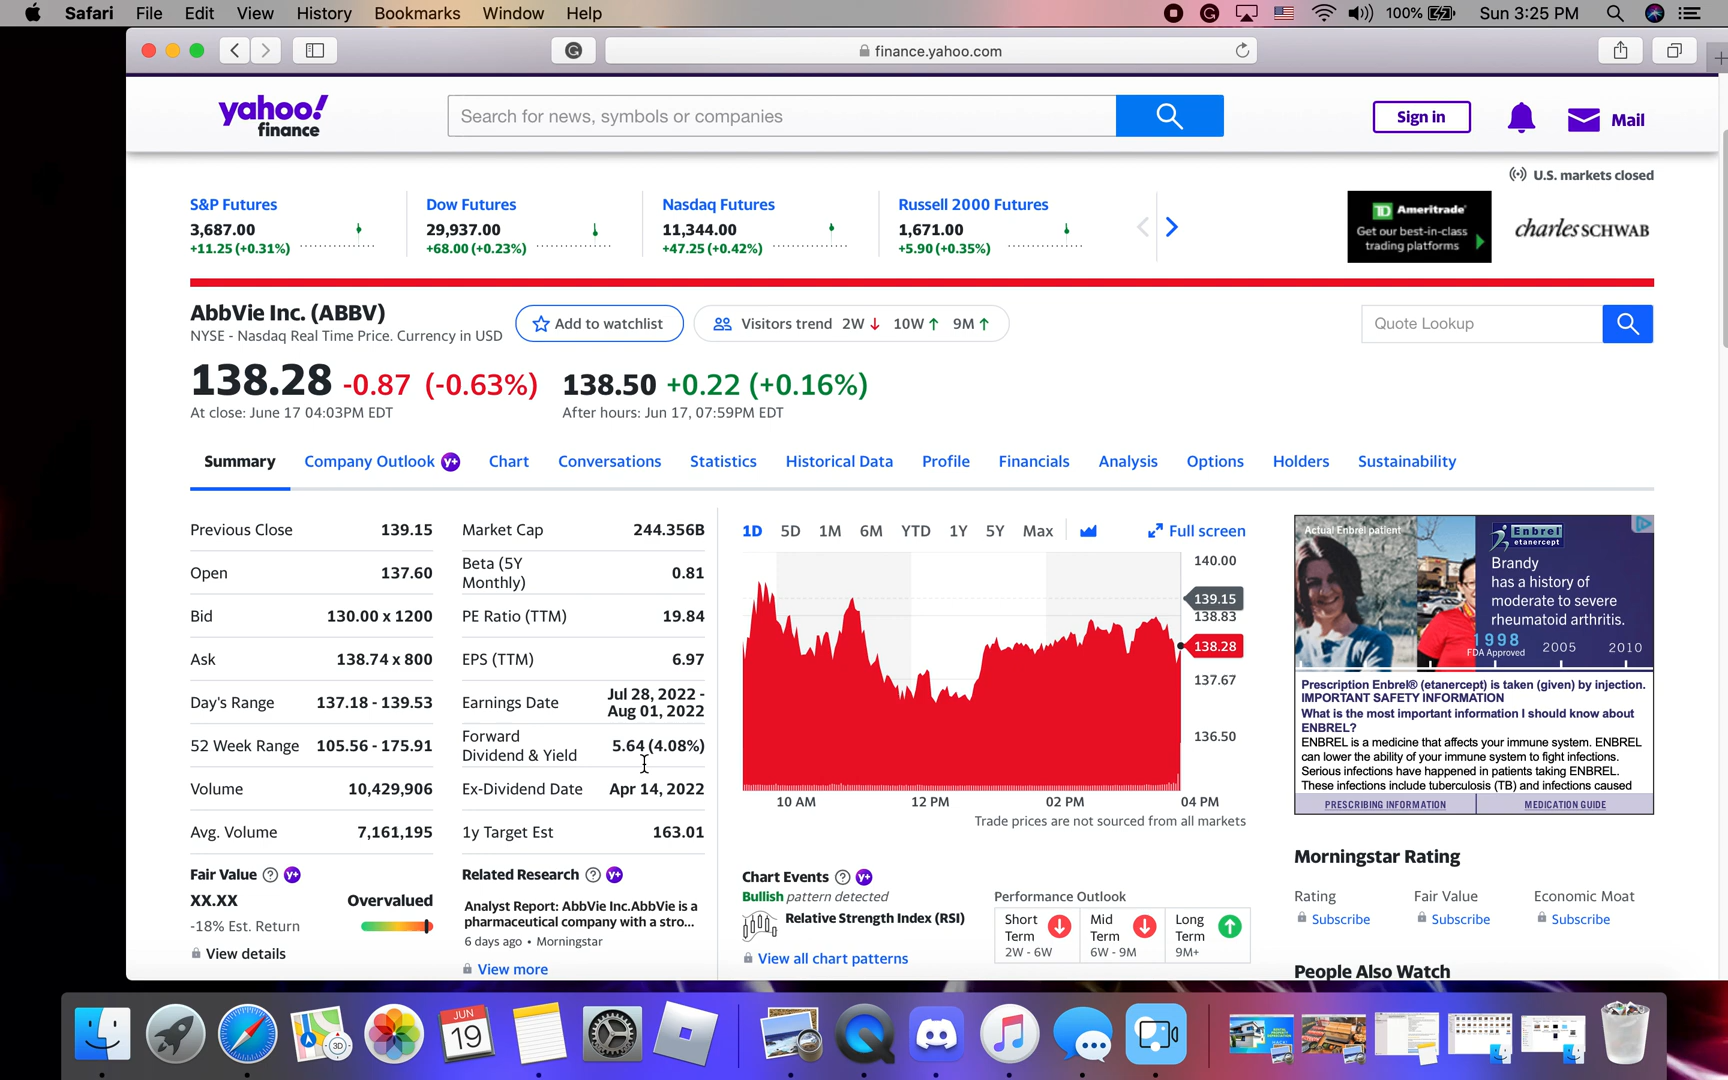 Safari File Edit View History Bookmarks Window Help 100% Sun 3:25 PM
finance.yahoo.com
yahoo!
finance
Search for news, symbols or companies
Sign in
Mail
U.S. markets closed
S&P Futures
3,687.00
+11.25 (+0.31%)
Dow Futures
29,937.00
+68.00 (+0.23%)
Nasdaq Futures
11,344.00
+47.25 (+0.42%)
Russell 2000 Futures
1,671.00
+5.90 (+0.35%)
TD Ameritrade
Get our best-in-class
trading platforms
charles SCHWAB
AbbVie Inc. (ABBV)
NYSE - Nasdaq Real Time Price. Currency in USD
Add to watchlist
Visitors trend 2W 10W 9M
Quote Lookup
138.28 -0.87 (-0.63%)
At close: June 17 04:03PM EDT
138.50 +0.22 (+0.16%)
After hours: Jun 17, 07:59PM EDT
Summary Company Outlook Y+ Chart Conversations Statistics Historical Data Profile Financials Analysis Options Holders Sustainability
Previous Close 139.15
Open 137.60
Bid 130.00 x 1200
Ask 138.74 x 800
Day's Range 137.18 - 139.53
52 Week Range 105.56 - 175.91
Volume 10,429,906
Avg. Volume 7,161,195
Market Cap 244.356B
Beta (5Y
Monthly) 0.81
PE Ratio (TTM) 19.84
EPS (TTM) 6.97
Earnings Date Jul 28, 2022 -
Aug 01, 2022
Forward
Dividend & Yield 5.64 (4.08%)
Ex-Dividend Date Apr 14, 2022
1y Target Est 163.01
Fair Value ? Y+
XX.XX Overvalued
-18% Est. Return
View details
Related Research ? Y+
Analyst Report: AbbVie Inc.AbbVie is a
pharmaceutical company with a stro...
6 days ago • Morningstar
View more
1D 5D 1M 6M YTD 1Y 5Y Max Full screen
140.00
139.15
138.83
138.28
137.67
136.50
10 AM 12 PM 02 PM 04 PM
Trade prices are not sourced from all markets
Chart Events ? Y+
Bullish pattern detected
Relative Strength Index (RSI)
View all chart patterns
Performance Outlook
Short
Term
2W - 6W
Mid
Term
6W - 9M
Long
Term
9M+
Actual Enbrel patient
Enbrel
etanercept
Brandy
has a history of
moderate to severe
rheumatoid arthritis.
1998
FDA Approved
2005 2010
Prescription Enbrel® (etanercept) is taken (given) by injection.
IMPORTANT SAFETY INFORMATION
What is the most important information I should know about
ENBREL?
ENBREL is a medicine that affects your immune system. ENBREL
can lower the ability of your immune system to fight infections.
Serious infections have happened in patients taking ENBREL.
These infections include tuberculosis (TB) and infections caused
PRESCRIBING INFORMATION MEDICATION GUIDE
Morningstar Rating
Rating Fair Value Economic Moat
Subscribe Subscribe Subscribe
People Also Watch
JUN
19
3D